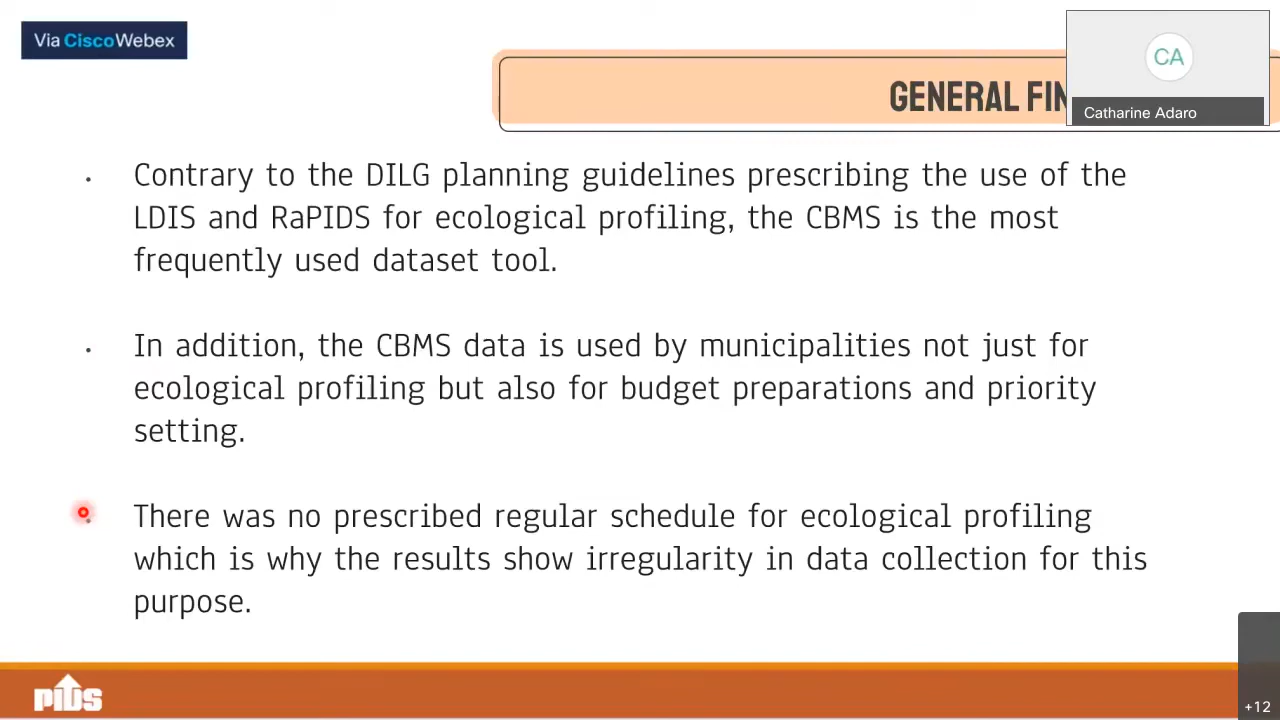 Via CiscoWebex
CA
GENERAL FIN
Catharine Adaro
Contrary to the DILG planning guidelines prescribing the use of the
LDIS and RaPIDS for ecological profiling, the CBMS is the most
frequently used dataset tool.
In addition, the CBMS data is used by municipalities not just for
ecological profiling but also for budget preparations and priority
setting.
There was no prescribed regular schedule for ecological profiling
which is why the results show irregularity in data collection for this
purpose.
pids
+12